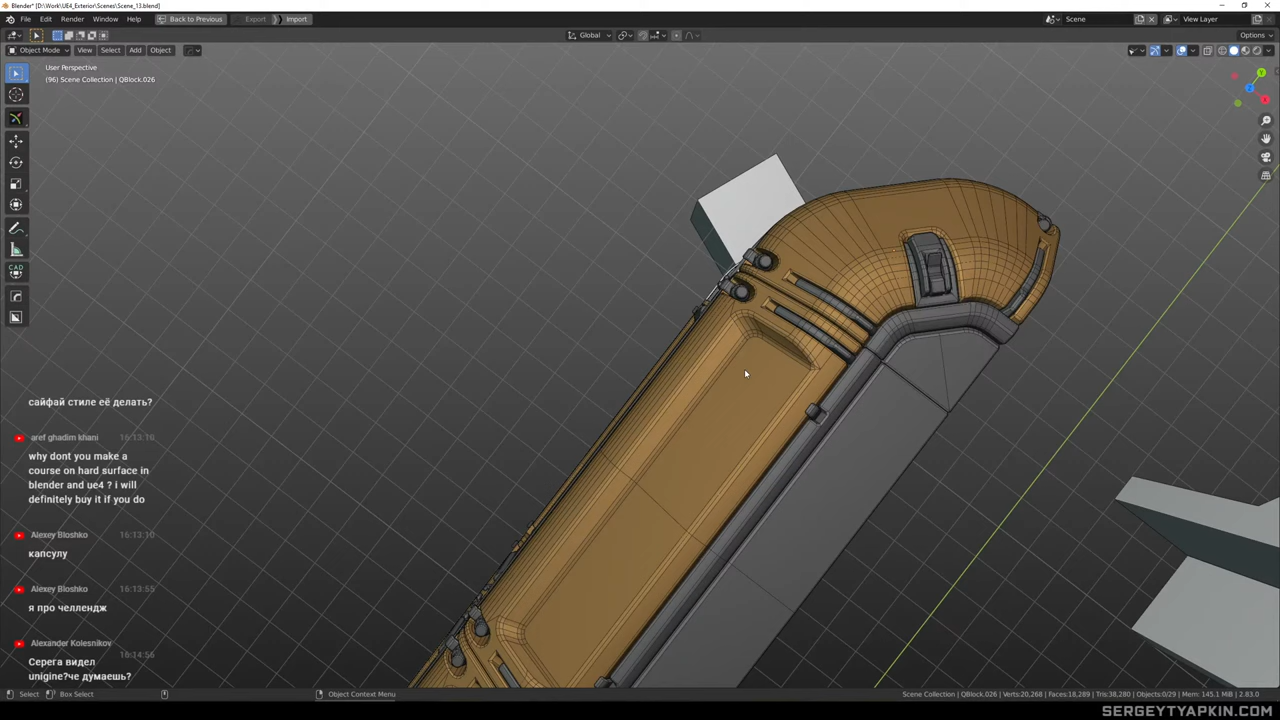 Blender* [D:\Work\UE4_Exterior\Scenes\Scene_13.blend]
File Edit Render Window Help Back to Previous Export Import Scene View Layer
Global Options
Object Mode View Select Add Object
User Perspective
(96) Scene Collection | QBlock.026
Y
Z
X
CAD
сайфай стиле её делать?
aref ghadim khani 16:13:10
why dont you make a
course on hard surface in
blender and ue4 ? i will
definitely buy it if you do
Alexey Bloshko 16:13:10
капсулу
Alexey Bloshko 16:13:55
я про челлендж
Alexander Kolesnikov 16:14:56
Серега видел
unigine?че думаешь?
Select Box Select Object Context Menu Scene Collection | QBlock.026 | Verts:20,268 | Faces:18,289 | Tris:38,280 | Objects:0/29 | Mem: 145.1 MiB | 2.83.0
SERGEYTYAPKIN.COM